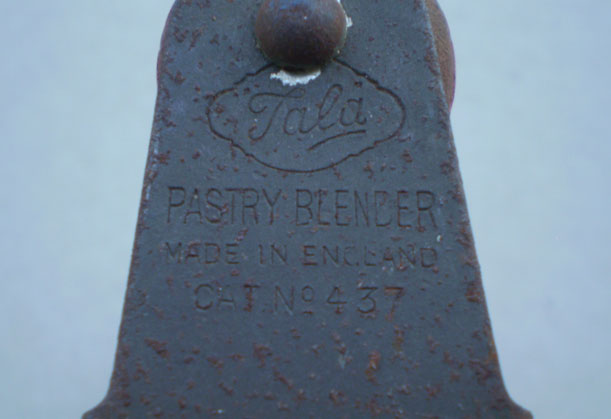 Tala
PASTRY BLENDER
MADE IN ENGLAND
CAT. No 437